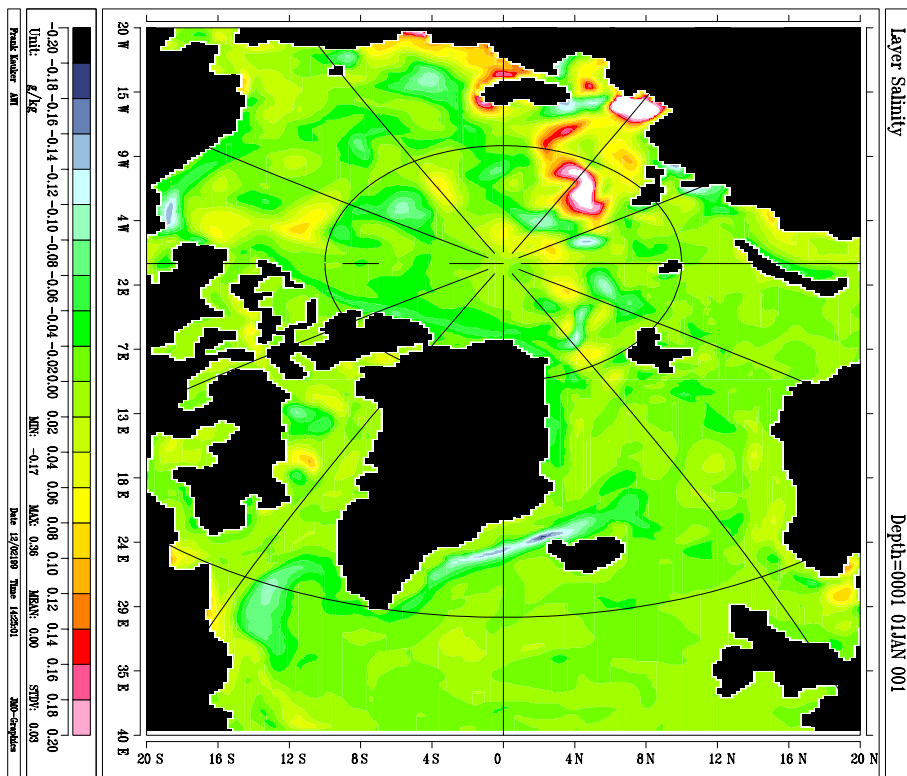 Layer Salinity
Depth=0001 01JAN 001
20 W
15 W
9 W
4 W
2 E
7 E
13 E
18 E
24 E
29 E
35 E
40 E
20 S
16 S
12 S
8 S
4 S
0
4 N
8 N
12 N
16 N
20 N
-0.20 -0.18 -0.16 -0.14 -0.12 -0.10 -0.08 -0.06 -0.04 -0.02 0.00 0.02 0.04 0.06 0.08 0.10 0.12 0.14 0.16 0.18 0.20
Unit: g/kg
MIN: -0.17 MAX: 0.36 MEAN: 0.00 STDV: 0.03
Frank Kauker AWI
Date 12/02/99 Time 14:25:01